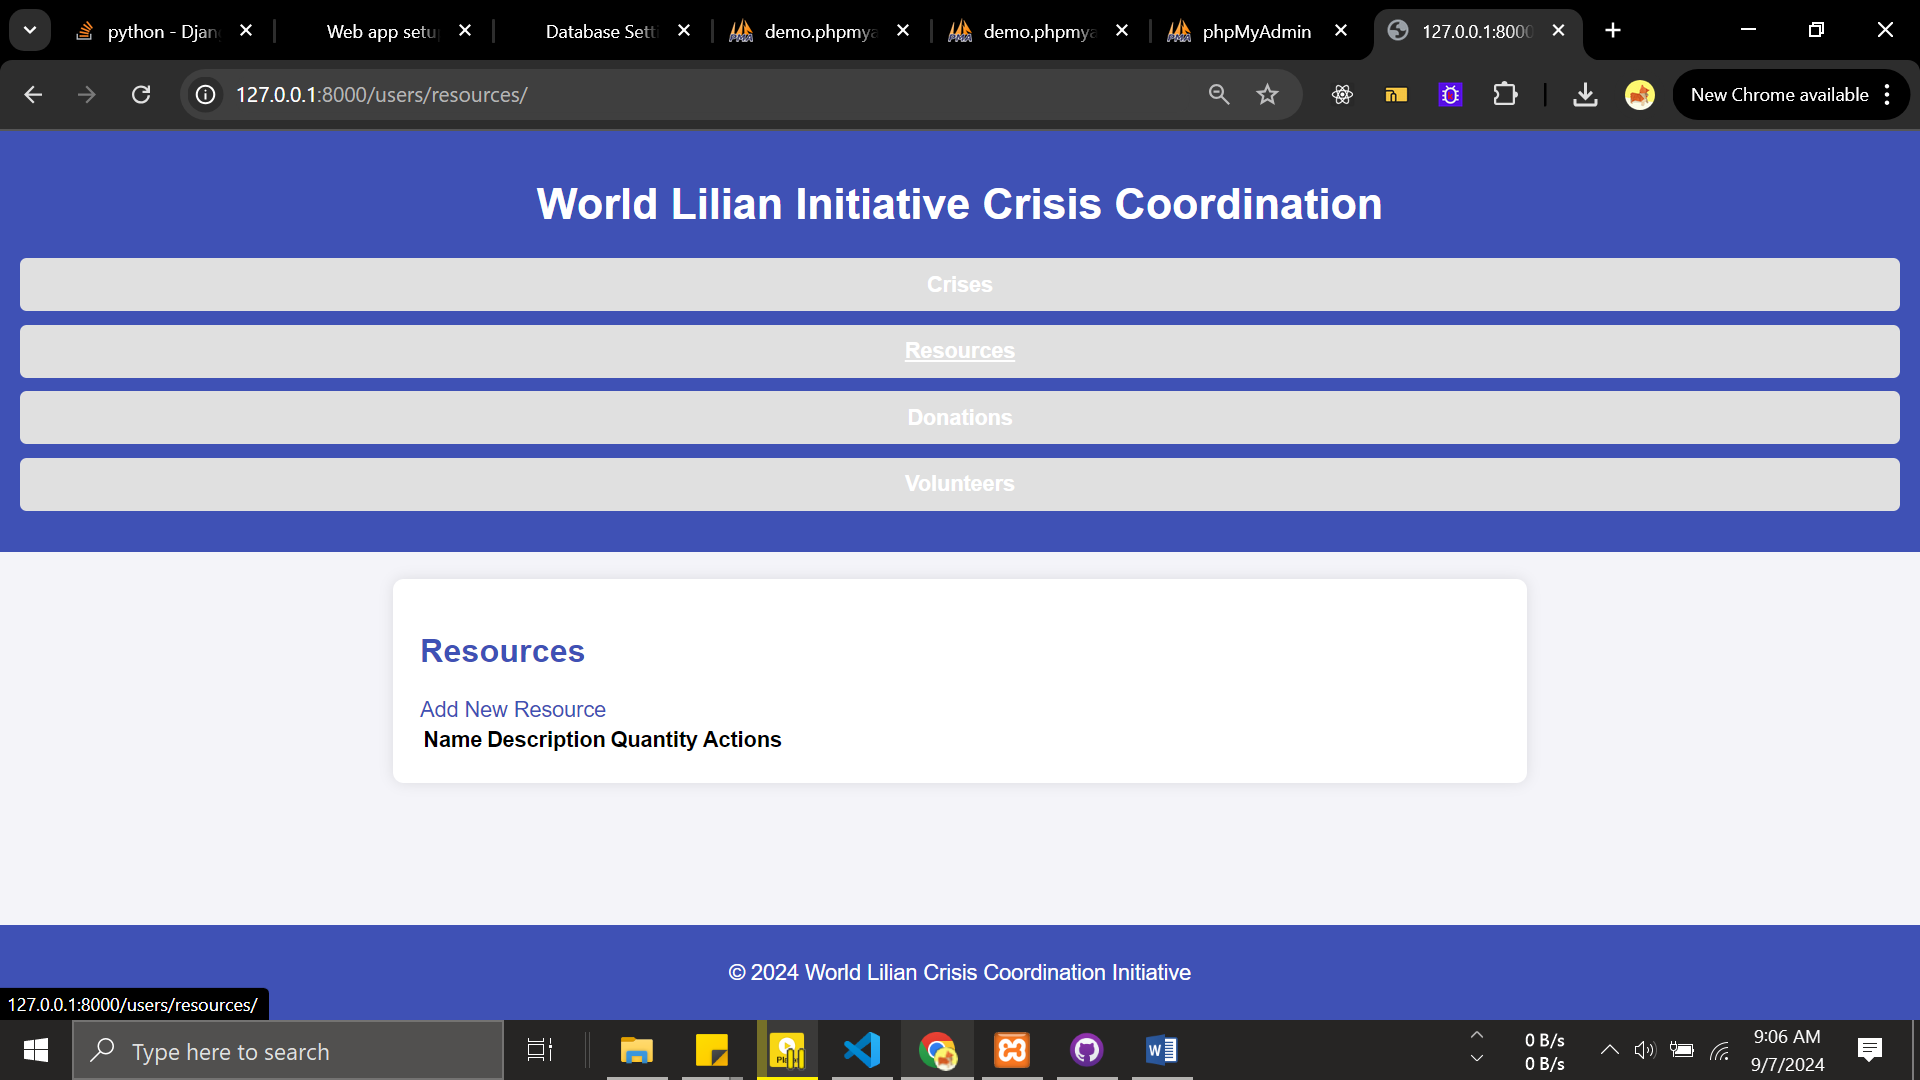 python - Djan
Web app setu
Database Setti
demo.phpmya
demo.phpmya
phpMyAdmin
127.0.0.1:8000
127.0.0.1:8000/users/resources/
New Chrome available
World Lilian Initiative Crisis Coordination
Crises
Resources
Donations
Volunteers
Resources
Add New Resource
Name Description Quantity Actions
© 2024 World Lilian Crisis Coordination Initiative
127.0.0.1:8000/users/resources/
Type here to search
0 B/s
0 B/s
9:06 AM
9/7/2024